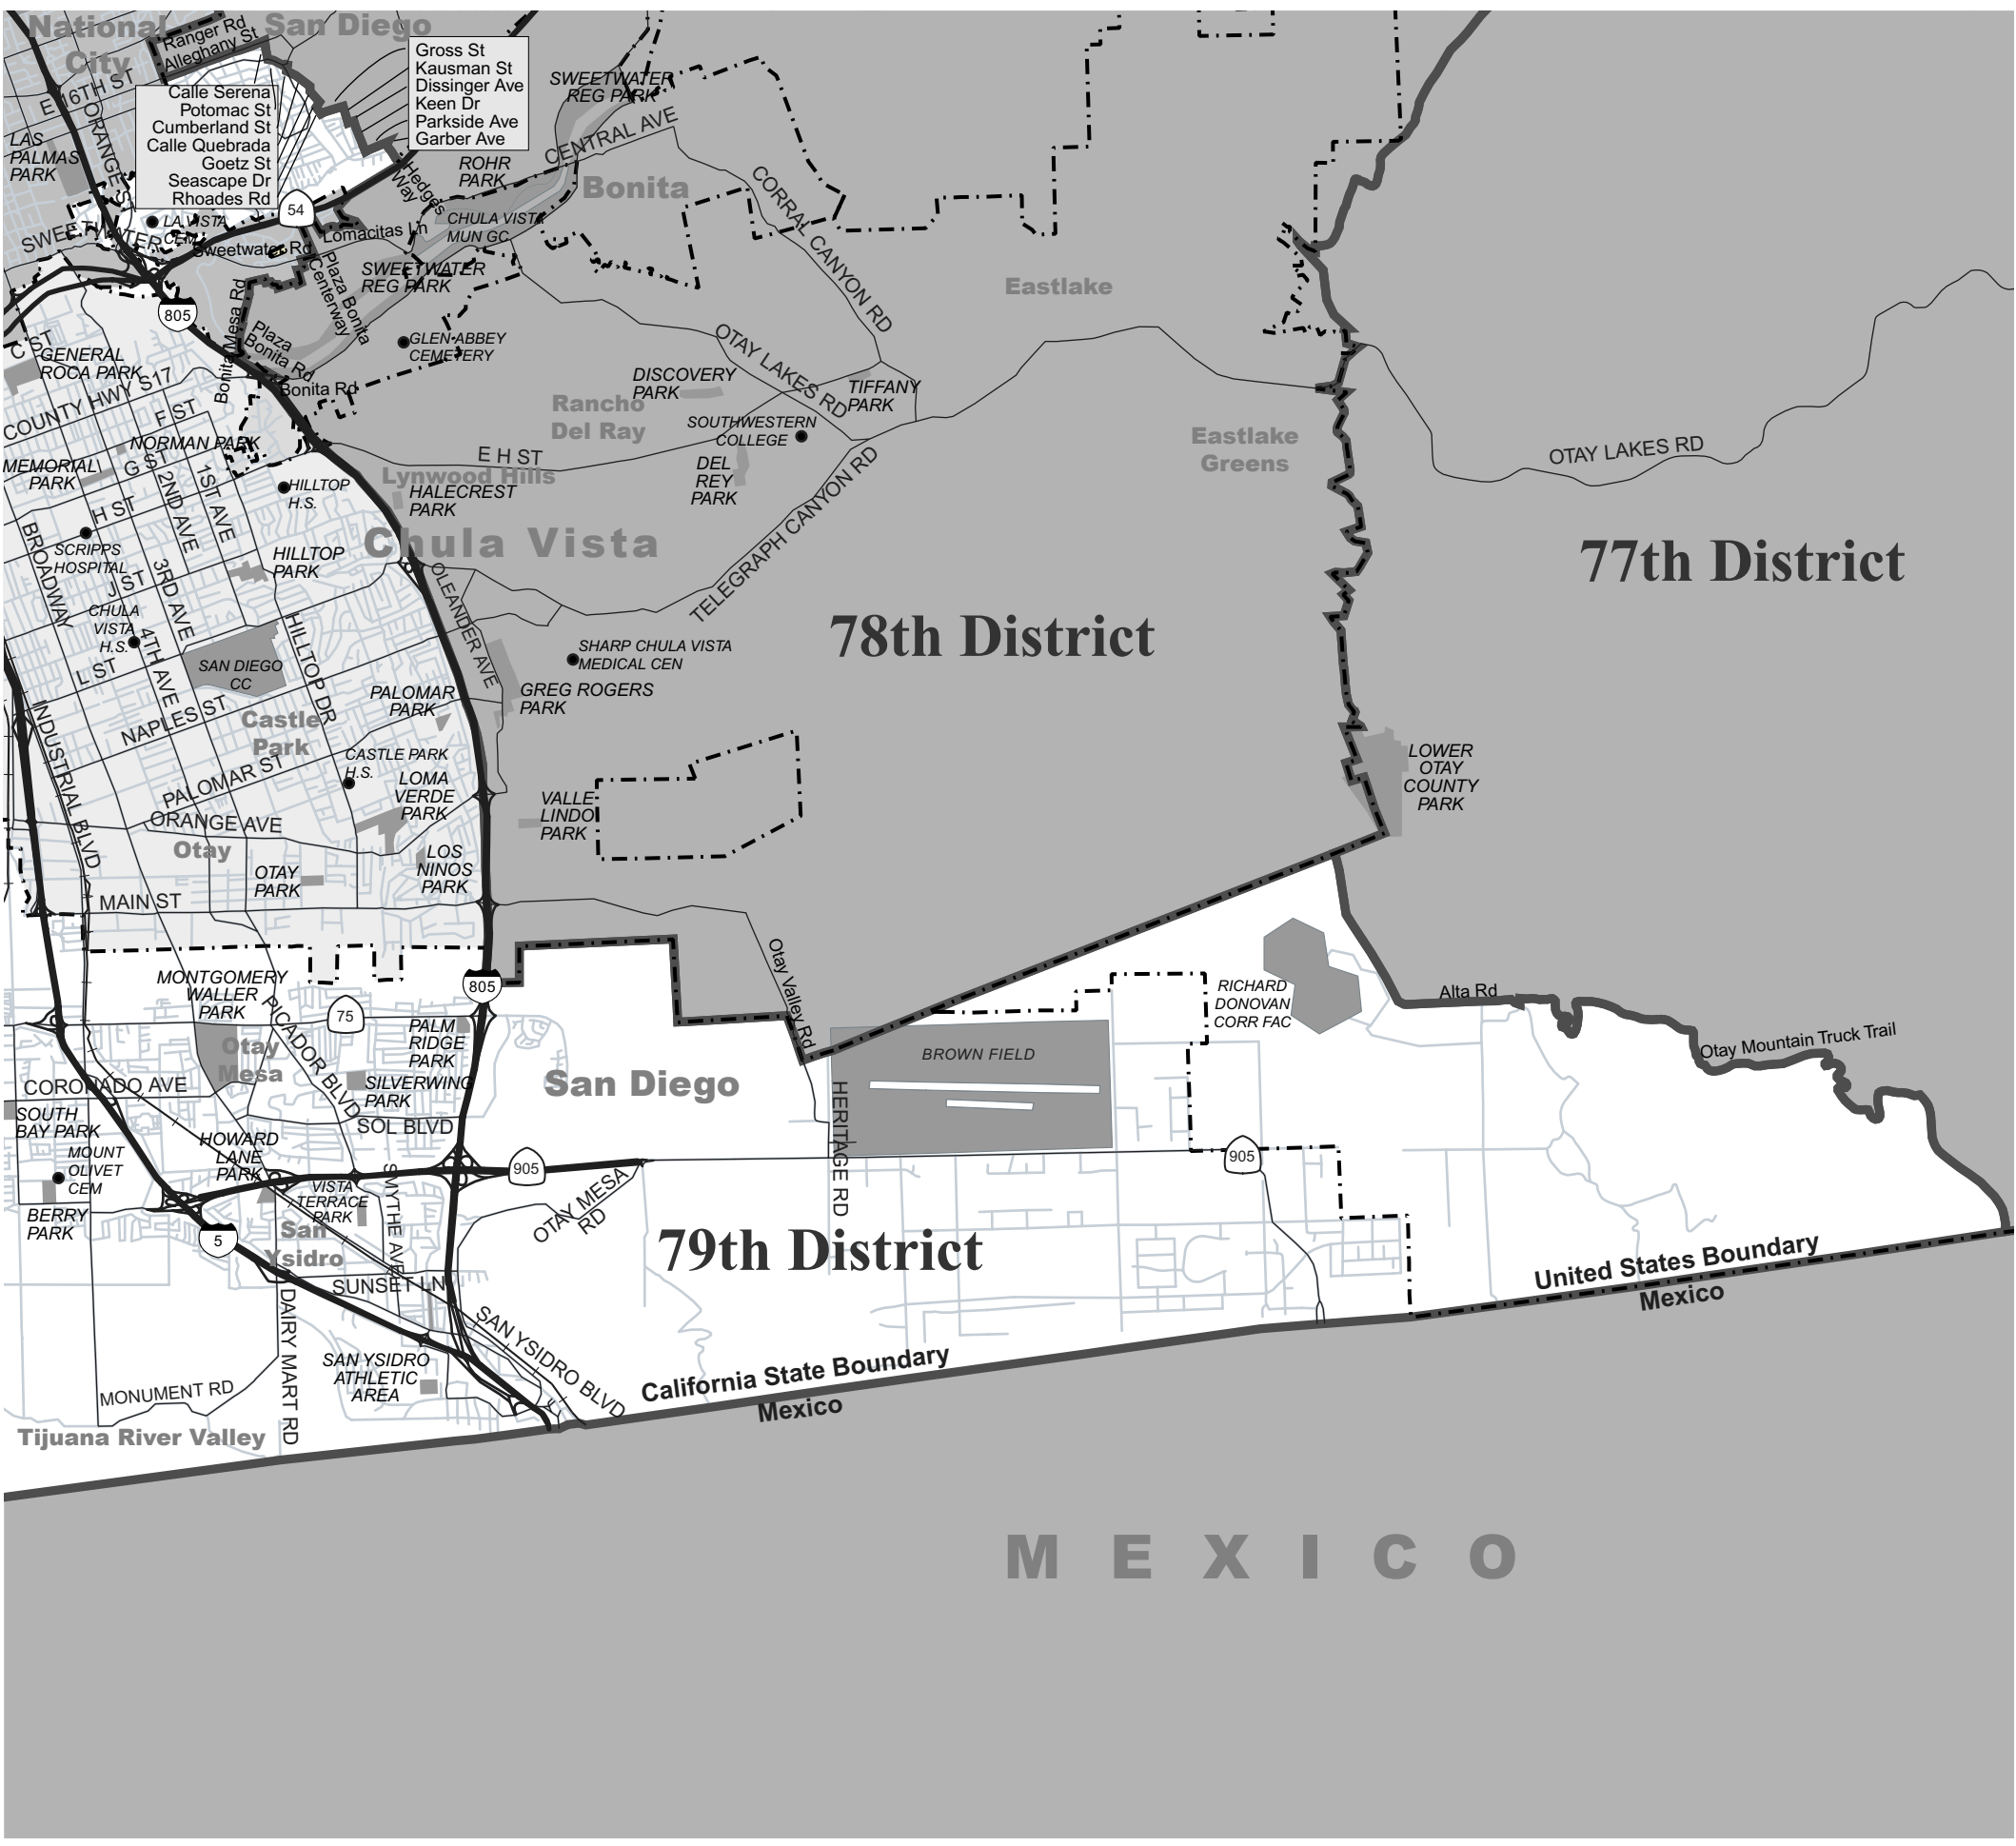 National
City
San Diego
Ranger Rd
Alleghany St
E 16TH ST
ORANGE ST
LAS
PALMAS
PARK
Calle Serena
Potomac St
Cumberland St
Calle Quebrada
Goetz St
Seascape Dr
Rhoades Rd
Gross St
Kausman St
Dissinger Ave
Keen Dr
Parkside Ave
Garber Ave
SWEETWATER
REG PARK
CENTRAL AVE
ROHR
PARK
Hedges
Way
Bonita
CORRAL CANYON RD
54
LA VISTA
CEM
SWEETWATER
Sweetwater Rd
Lomacitas Ln
CHULA VISTA
MUN GC
SWEETWATER
REG PARK
Plaza Bonita
Centerway
Bonita Mesa Rd
805
Plaza
Bonita Rd
Bonita Rd
GLEN ABBEY
CEMETERY
Eastlake
C ST
GENERAL
ROCA PARK
COUNTY HWY S17
F ST
NORMAN PARK
MEMORIAL
PARK
G ST
2ND AVE
1ST AVE
HILLTOP
H.S.
H ST
OTAY LAKES RD
DISCOVERY
PARK
TIFFANY
PARK
Rancho
Del Ray
SOUTHWESTERN
COLLEGE
E H ST
Lynwood Hills
HALECREST
PARK
DEL
REY
PARK
Eastlake
Greens
OTAY LAKES RD
BROADWAY
SCRIPPS
HOSPITAL
J ST
3RD AVE
HILLTOP
PARK
Chula Vista
OLEANDER AVE
TELEGRAPH CANYON RD
77th District
78th District
CHULA
VISTA
H.S.
4TH AVE
L ST
SAN DIEGO
CC
HILLTOP DR
SHARP CHULA VISTA
MEDICAL CEN
GREG ROGERS
PARK
PALOMAR
PARK
NAPLES ST
Castle
Park
INDUSTRIAL BLVD
CASTLE PARK
H.S.
PALOMAR ST
LOMA
VERDE
PARK
ORANGE AVE
Otay
VALLE
LINDO
PARK
LOWER
OTAY
COUNTY
PARK
LOS
NINOS
PARK
OTAY
PARK
MAIN ST
Otay Valley Rd
MONTGOMERY
WALLER
PARK
805
75
PICADOR BLVD
PALM
RIDGE
PARK
RICHARD
DONOVAN
CORR FAC
Alta Rd
Otay Mountain Truck Trail
Otay
Mesa
BROWN FIELD
CORONADO AVE
SILVERWING
PARK
San Diego
HERITAGE RD
SOUTH
BAY PARK
SOL BLVD
HOWARD
LANE
PARK
MOUNT
OLIVET
CEM
905
905
VISTA
TERRACE
PARK
SMYTHE AVE
OTAY MESA
RD
BERRY
PARK
5
San
Ysidro
79th District
SUNSET LN
United States Boundary
Mexico
DAIRY MART RD
SAN YSIDRO BLVD
SAN YSIDRO
ATHLETIC
AREA
California State Boundary
Mexico
MONUMENT RD
Tijuana River Valley
MEXICO